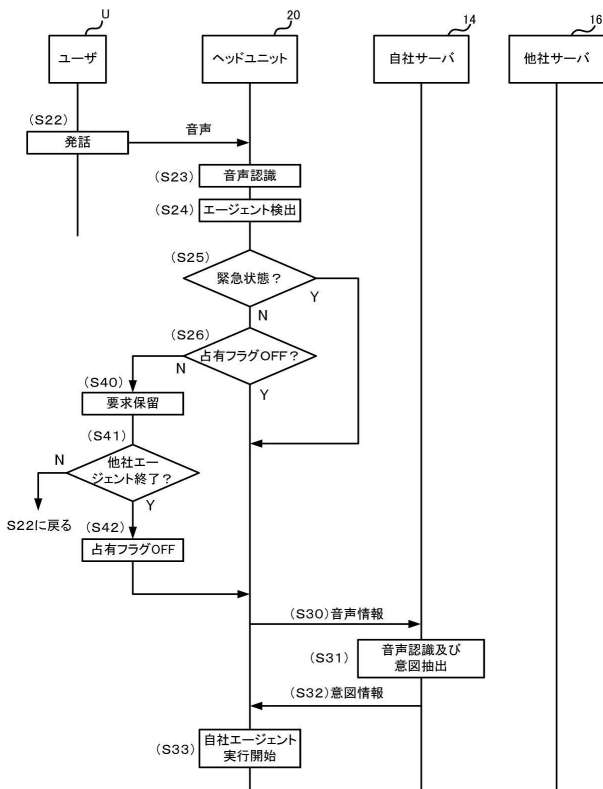 U
20
14
16
ユーザ
ヘッドユニット
自社サーバ
他社サーバ
(S22)
発話
音声
(S23)
音声認識
(S24)
エージェント検出
(S25)
緊急状態?
Y
N
(S26)
占有フラグOFF?
N
Y
(S40)
要求保留
(S41)
他社エー
ジェント終了?
N
Y
S22に戻る
(S42)
占有フラグOFF
(S30)音声情報
(S31)
音声認識及び
意図抽出
(S32)意図情報
(S33)
自社エージェント
実行開始